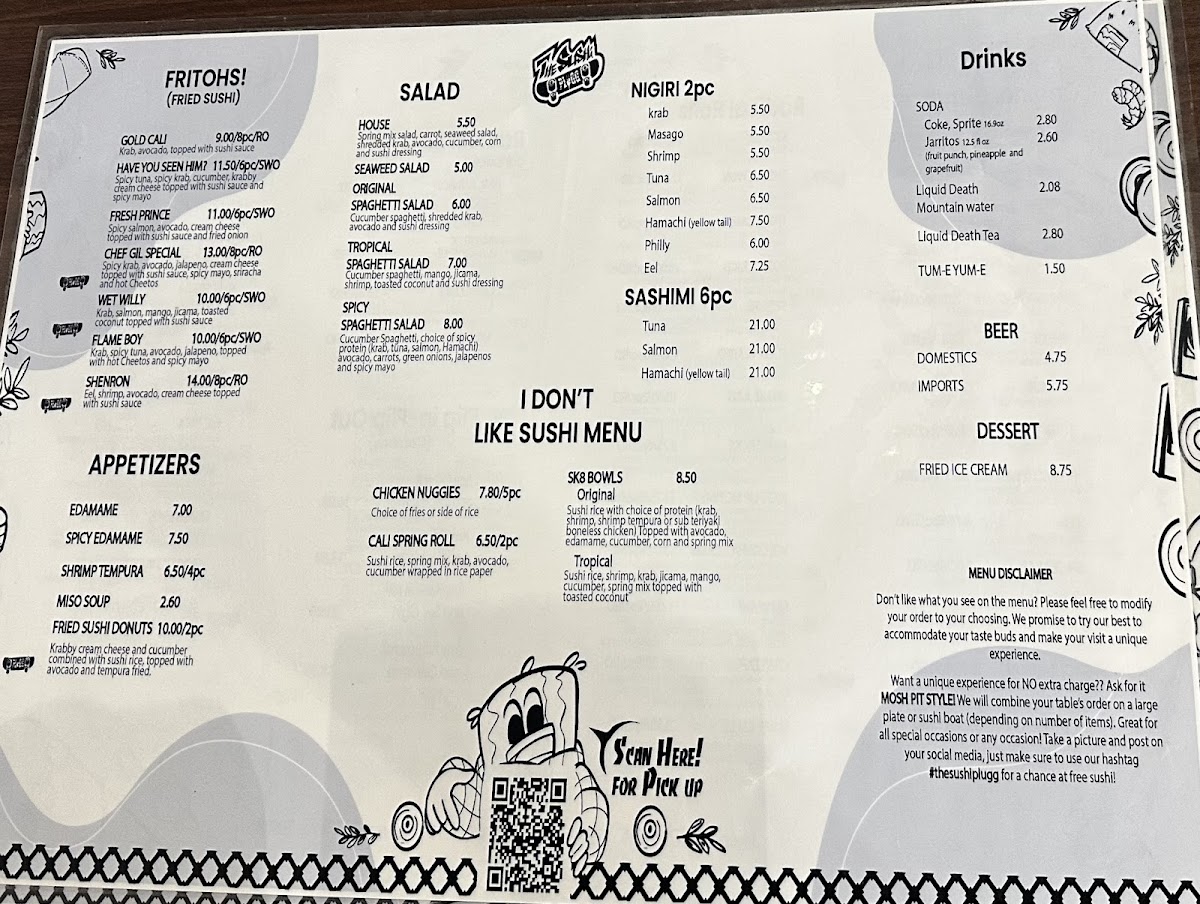 FRITOHS!
(FRIED SUSHI)
GOLD CALI 9.00/8pc/RO
Krab, avocado, topped with sushi sauce
HAVE YOU SEEN HIM? 11.50/6pc/SWO
Spicy tuna, spicy krab, cucumber, krabby
cream cheese topped with sushi sauce and
spicy mayo
FRESH PRINCE 11.00/6pc/SWO
Spicy salmon, avocado, cream cheese
topped with sushi sauce and fried onion
CHEF GIL SPECIAL 13.00/8pc/RO
Spicy krab, avocado, jalapeno, cream cheese
topped with sushi sauce, spicy mayo, sriracha
and hot Cheetos
WET WILLY 10.00/6pc/SWO
Krab, salmon, mango, jicama, toasted
coconut topped with sushi sauce
FLAME BOY 10.00/6pc/SWO
Krab, spicy tuna, avocado, jalapeno, topped
with hot Cheetos and spicy mayo
SHENRON 14.00/8pc/RO
Eel, shrimp, avocado, cream cheese topped
with sushi sauce
APPETIZERS
EDAMAME 7.00
SPICY EDAMAME 7.50
SHRIMP TEMPURA 6.50/4pc
MISO SOUP 2.60
FRIED SUSHI DONUTS 10.00/2pc
Krabby cream cheese and cucumber
combined with sushi rice, topped with
avocado and tempura fried.
SALAD
HOUSE 5.50
Spring mix salad, carrot, seaweed salad,
shredded krab, avocado, cucumber, corn
and sushi dressing
SEAWEED SALAD 5.00
ORIGINAL
SPAGHETTI SALAD 6.00
Cucumber spaghetti, shredded krab,
avocado and sushi dressing
TROPICAL
SPAGHETTI SALAD 7.00
Cucumber spaghetti, mango, jicama,
shrimp, toasted coconut and sushi dressing
SPICY
SPAGHETTI SALAD 8.00
Cucumber Spaghetti, choice of spicy
protein (krab, tuna, salmon, Hamachi)
avocado, carrots, green onions, jalapenos
and spicy mayo
THE SUSHI
NIGIRI 2pc
krab 5.50
Masago 5.50
Shrimp 5.50
Tuna 6.50
Salmon 6.50
Hamachi (yellow tail) 7.50
Philly 6.00
Eel 7.25
SASHIMI 6pc
Tuna 21.00
Salmon 21.00
Hamachi (yellow tail) 21.00
I DON'T
LIKE SUSHI MENU
CHICKEN NUGGIES 7.80/5pc
Choice of fries or side of rice
CALI SPRING ROLL 6.50/2pc
Sushi rice, spring mix, krab, avocado,
cucumber wrapped in rice paper
SK8 BOWLS 8.50
Original
Sushi rice with choice of protein (krab,
shrimp, shrimp tempura or sub teriyaki
boneless chicken) Topped with avocado,
edamame, cucumber, corn and spring mix
Tropical
Sushi rice, shrimp, krab, jicama, mango,
cucumber, spring mix topped with
toasted coconut
SCAN HERE!
FOR PICK UP
Drinks
SODA
Coke, Sprite 16.9oz 2.80
Jarritos 12.5 fl oz 2.60
(fruit punch, pineapple and
grapefruit)
Liquid Death 2.08
Mountain water
Liquid Death Tea 2.80
TUM-E YUM-E 1.50
BEER
DOMESTICS 4.75
IMPORTS 5.75
DESSERT
FRIED ICE CREAM 8.75
MENU DISCLAIMER
Don't like what you see on the menu? Please feel free to modify
your order to your choosing. We promise to try our best to
accommodate your taste buds and make your visit a unique
experience.
Want a unique experience for NO extra charge?? Ask for it
MOSH PIT STYLE! We will combine your table's order on a large
plate or sushi boat (depending on number of items). Great for
all special occasions or any occasion! Take a picture and post on
your social media, just make sure to use our hashtag
#thesushiplugg for a chance at free sushi!